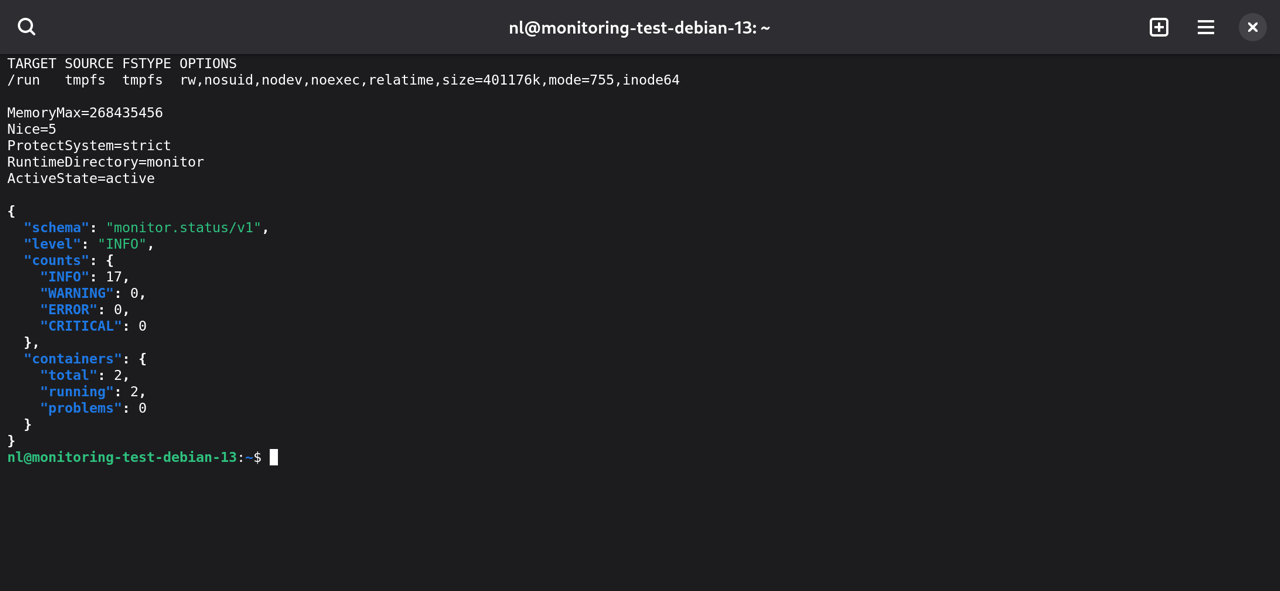 nl@monitoring-test-debian-13: ~
TARGET SOURCE FSTYPE OPTIONS
/run   tmpfs  tmpfs  rw,nosuid,nodev,noexec,relatime,size=401176k,mode=755,inode64

MemoryMax=268435456
Nice=5
ProtectSystem=strict
RuntimeDirectory=monitor
ActiveState=active

{
  "schema": "monitor.status/v1",
  "level": "INFO",
  "counts": {
    "INFO": 17,
    "WARNING": 0,
    "ERROR": 0,
    "CRITICAL": 0
  },
  "containers": {
    "total": 2,
    "running": 2,
    "problems": 0
  }
}
nl@monitoring-test-debian-13:~$